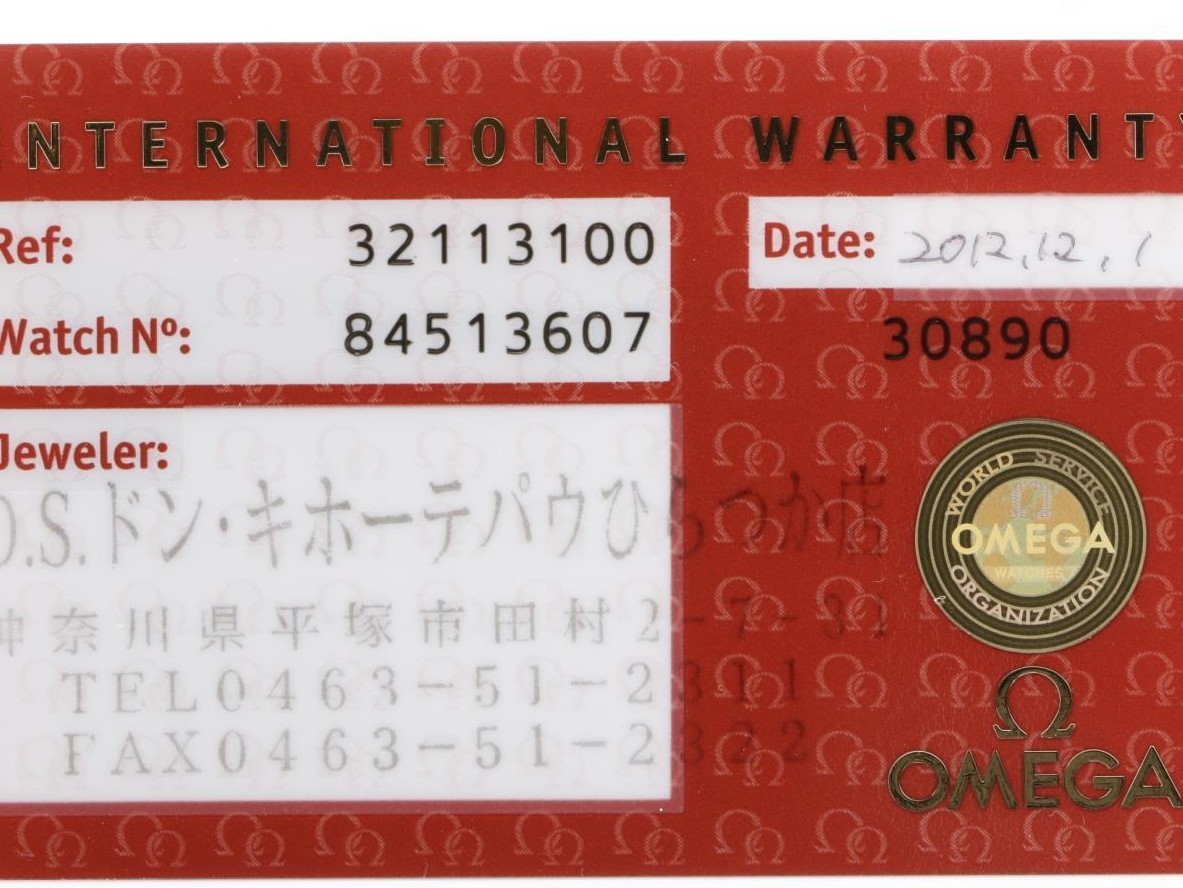 INTERNATIONAL WARRANTY
Ref: 32113100
Date: 2012.12.1
Watch Nº: 84513607
30890
Jeweler:
O.S.ドン・キホーテパウひらつか店
神奈川県平塚市田村2-7-31
TEL0463-51-2311
FAX0463-51-2322
WORLD SERVICE
OMEGA
WATCHES
ORGANIZATION
Ω
OMEGA